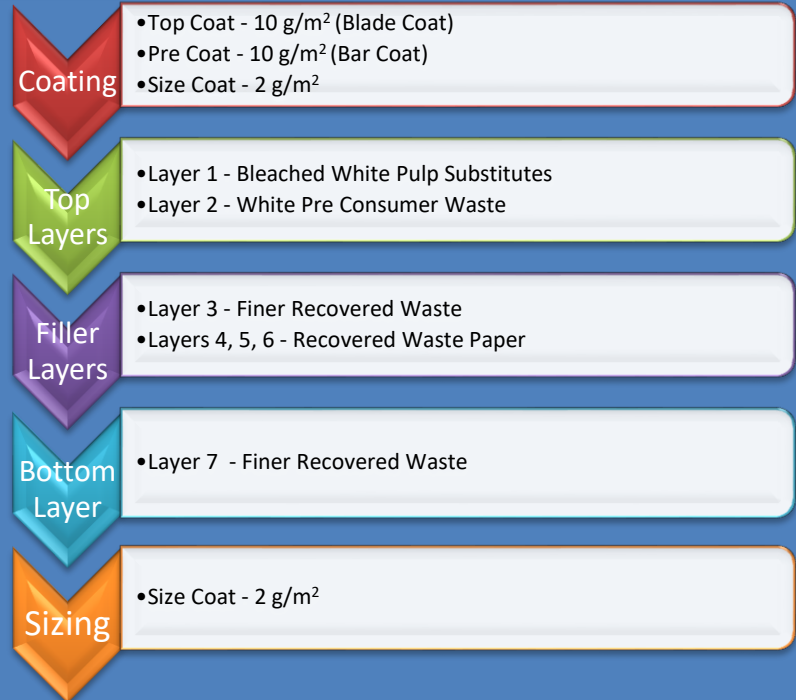 Coating
•Top Coat - 10 g/m² (Blade Coat)
•Pre Coat - 10 g/m² (Bar Coat)
•Size Coat - 2 g/m²
Top
Layers
•Layer 1 - Bleached White Pulp Substitutes
•Layer 2 - White Pre Consumer Waste
Filler
Layers
•Layer 3 - Finer Recovered Waste
•Layers 4, 5, 6 - Recovered Waste Paper
Bottom
Layer
•Layer 7 - Finer Recovered Waste
Sizing
•Size Coat - 2 g/m²